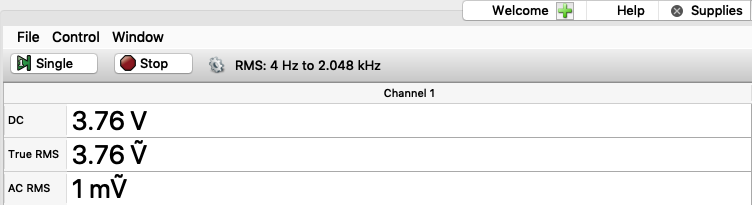 Welcome Help Supplies
File Control Window
Single Stop RMS: 4 Hz to 2.048 kHz
Channel 1
DC 3.76 V
True RMS 3.76 Ṽ
AC RMS 1 mṼ